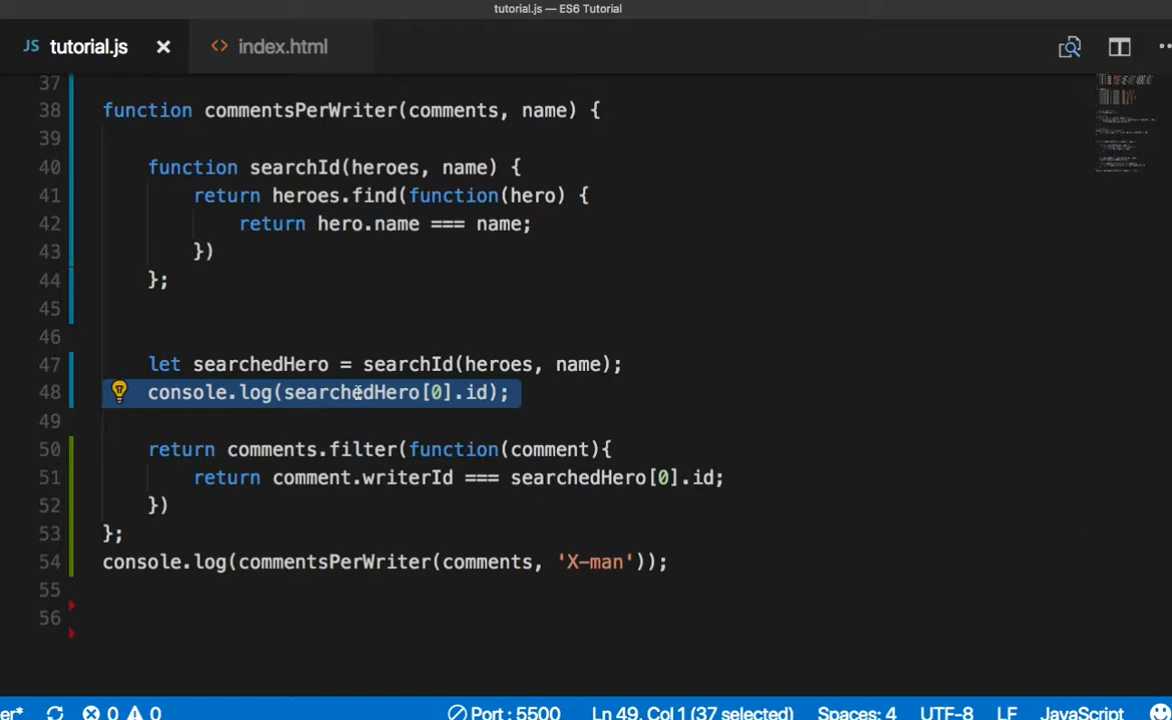 tutorial.js — ES6 Tutorial
JS tutorial.js × <> index.html
37
38 function commentsPerWriter(comments, name) {
39
40 function searchId(heroes, name) {
41 return heroes.find(function(hero) {
42 return hero.name === name;
43 })
44 };
45
46
47 let searchedHero = searchId(heroes, name);
48 console.log(searchedHero[0].id);
49
50 return comments.filter(function(comment){
51 return comment.writerId === searchedHero[0].id;
52 })
53 };
54 console.log(commentsPerWriter(comments, 'X-man'));
55
56
er* 0 0 Port : 5500 Ln 49, Col 1 (37 selected) Spaces: 4 UTF-8 LF JavaScript